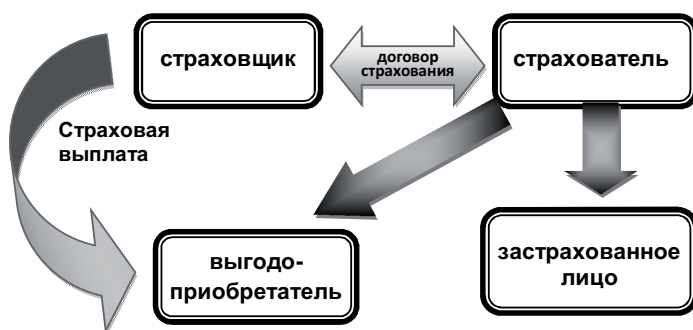 страховщик
договор
страхования
страхователь
Страховая
выплата
выгодо-
приобретатель
застрахованное
лицо